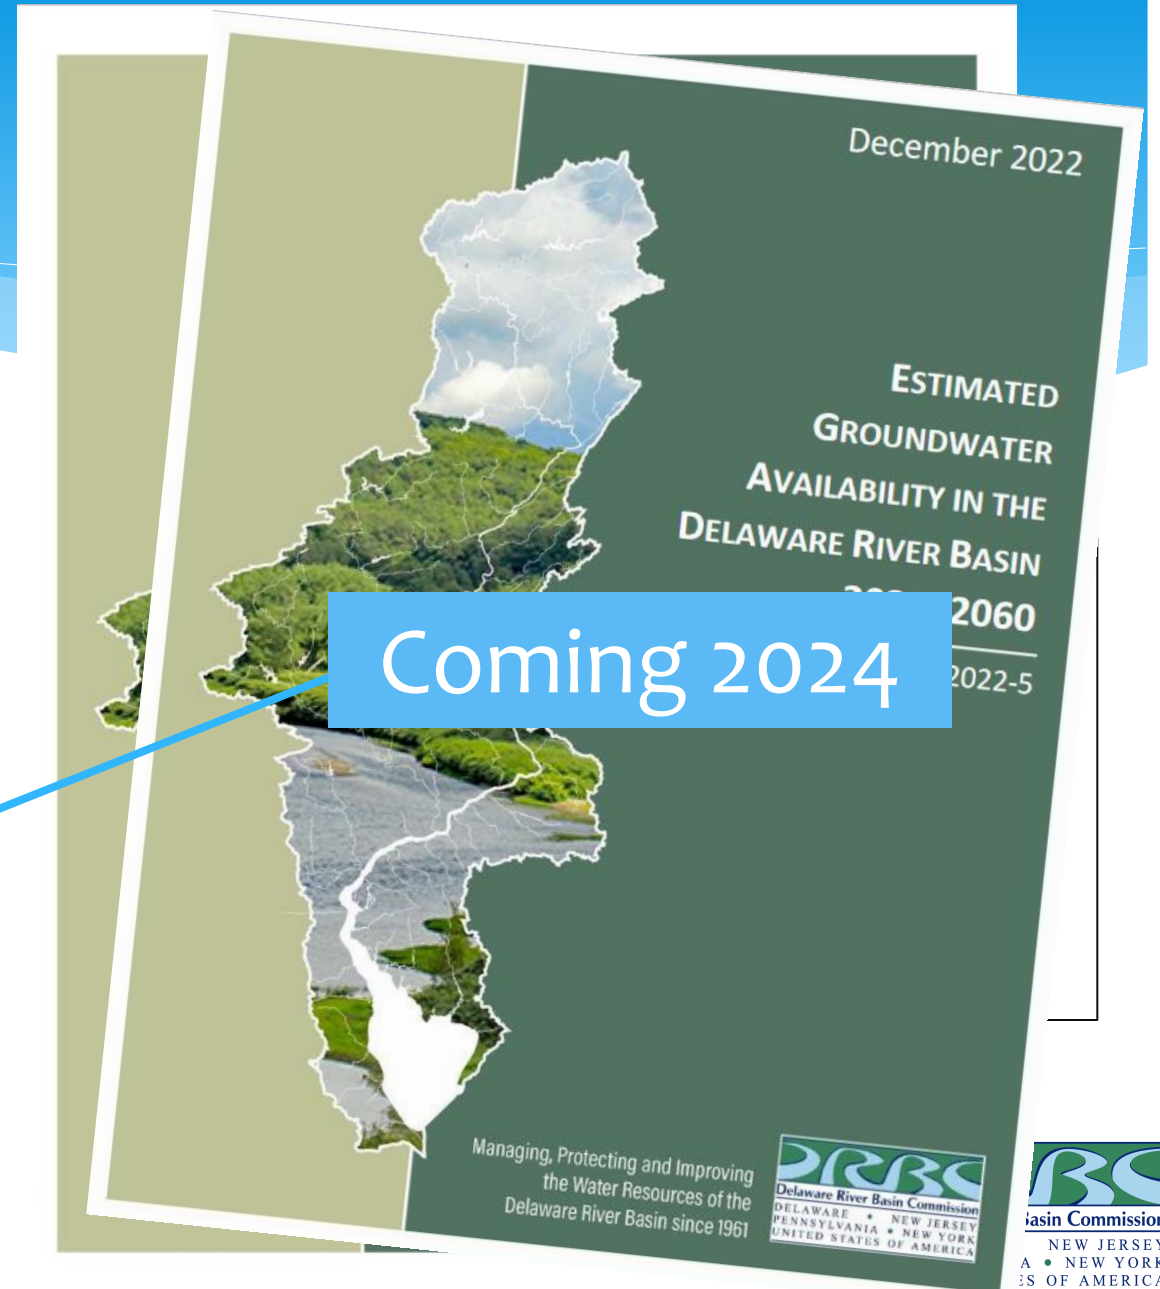 December 2022
ESTIMATED
GROUNDWATER
AVAILABILITY IN THE
DELAWARE RIVER BASIN
2060
Coming 2024
2022-5
Managing, Protecting and Improving
the Water Resources of the
Delaware River Basin since 1961
DRBC
Delaware River Basin Commission
DELAWARE • NEW JERSEY
PENNSYLVANIA • NEW YORK
UNITED STATES OF AMERICA
Basin Commission
NEW JERSEY
A • NEW YORK
ES OF AMERICA